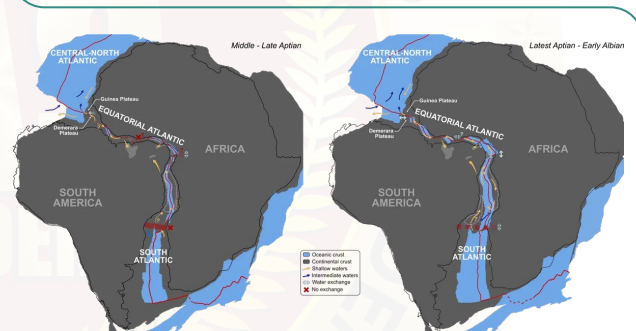 Middle - Late Aptian
CENTRAL-NORTH
ATLANTIC
Guinea Plateau
EQUATORIAL ATLANTIC
Demerara
Plateau
AFRICA
SOUTH
AMERICA
SOUTH
ATLANTIC
Latest Aptian - Early Albian
CENTRAL-NORTH
ATLANTIC
Guinea Plateau
EQUATORIAL ATLANTIC
Demerara
Plateau
AFRICA
SOUTH
AMERICA
SOUTH
ATLANTIC
Oceanic crust
Continental crust
Shallow waters
Intermediate waters
Water exchange
No exchange